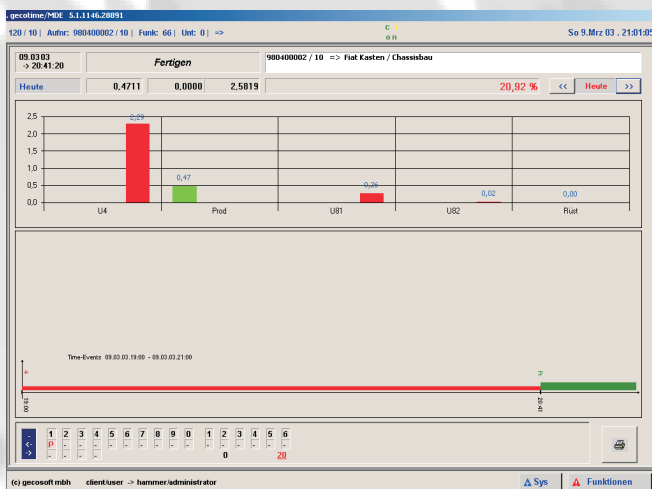 gecotime/MDE 5.1.1146.28091
120 / 10 | Aufnr: 980400002 / 10 | Funk: 66 | Unt: 0 | =>
c
o n
So 9.Mrz 03 . 21:01:05
09.03 03
-> 20:41:20
Fertigen
980400002 / 10 => Fiat Kasten / Chassisbau
Heute 0,4711 0,0000 2,5819 20,92 % << Heute >>
2,5
2,0
1,5
1,0
0,5
0,0
2,29
0,47
0,26
0,02
0,00
U4 Prod U81 U82 Rüst
Time-Events 09.03.03.19:00 - 09.03.03.21:00
4
19:00
20:41
- 1 2 3 4 5 6 7 8 9 0 1 2 3 4 5 6
<- P - - - - - - - - - - - - - - -
-> - - - - 0 20
(c) gecosoft mbh client/user -> hammer/administrator
Sys
Funktionen